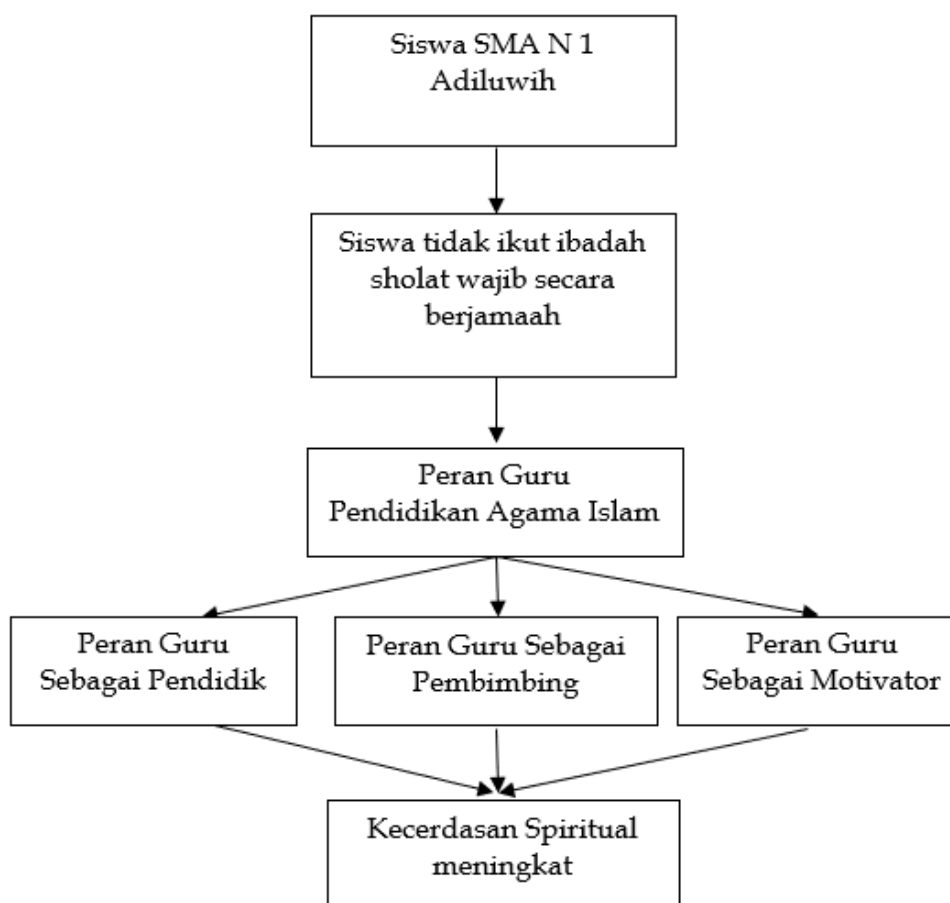 Siswa SMA N 1
Adiluwih
Siswa tidak ikut ibadah
sholat wajib secara
berjamaah
Peran Guru
Pendidikan Agama Islam
Peran Guru
Sebagai Pendidik
Peran Guru Sebagai
Pembimbing
Peran Guru
Sebagai Motivator
Kecerdasan Spiritual
meningkat